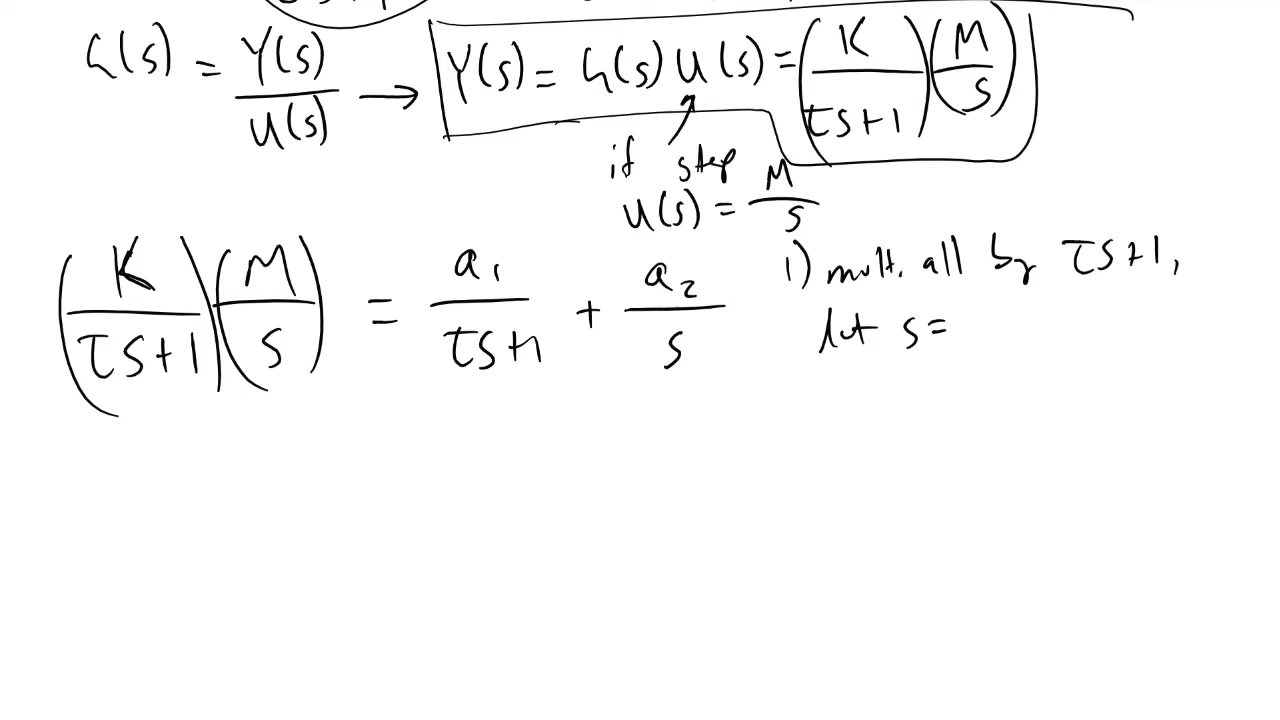 G(s) = Y(s) / U(s) → Y(s) = G(s) U(s) = (K / τs+1) (M / s)
if step
U(s) = M / s
(K / τs+1) (M / s) = a₁ / τs+1 + a₂ / s
1) mult. all by τs+1,
let s=